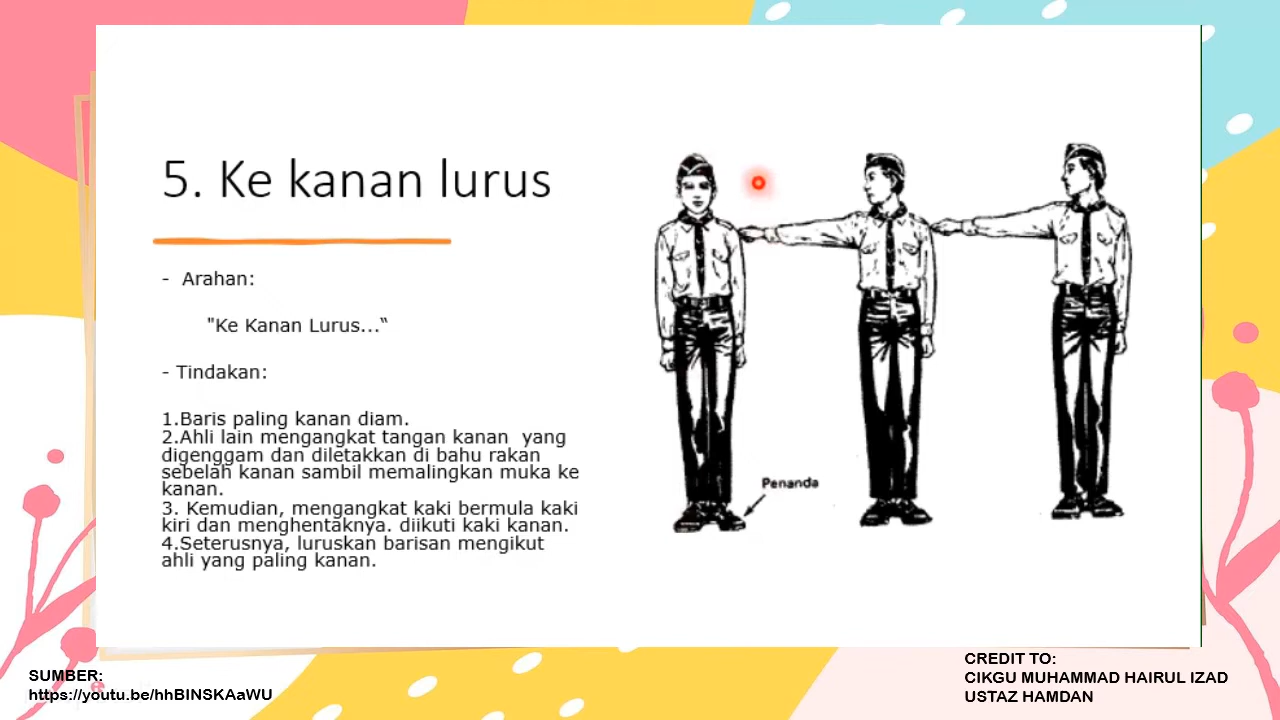 5. Ke kanan lurus
- Arahan:
"Ke Kanan Lurus...“
- Tindakan:
1.Baris paling kanan diam.
2.Ahli lain mengangkat tangan kanan yang
digenggam dan diletakkan di bahu rakan
sebelah kanan sambil memalingkan muka ke
kanan.
3. Kemudian, mengangkat kaki bermula kaki
kiri dan menghentaknya. diikuti kaki kanan.
4.Seterusnya, luruskan barisan mengikut
ahli yang paling kanan.
Penanda
SUMBER:
https://youtu.be/hhBINSKAaWU
CREDIT TO:
CIKGU MUHAMMAD HAIRUL IZAD
USTAZ HAMDAN